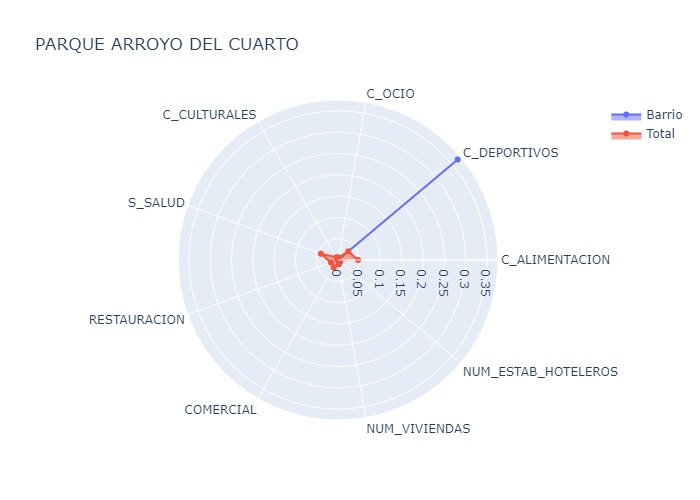 PARQUE ARROYO DEL CUARTO
C_OCIO
C_CULTURALES
Barrio
Total
C_DEPORTIVOS
S_SALUD
C_ALIMENTACION
0
0.05
0.1
0.15
0.2
0.25
0.3
0.35
RESTAURACION
NUM_ESTAB_HOTELEROS
COMERCIAL
NUM_VIVIENDAS